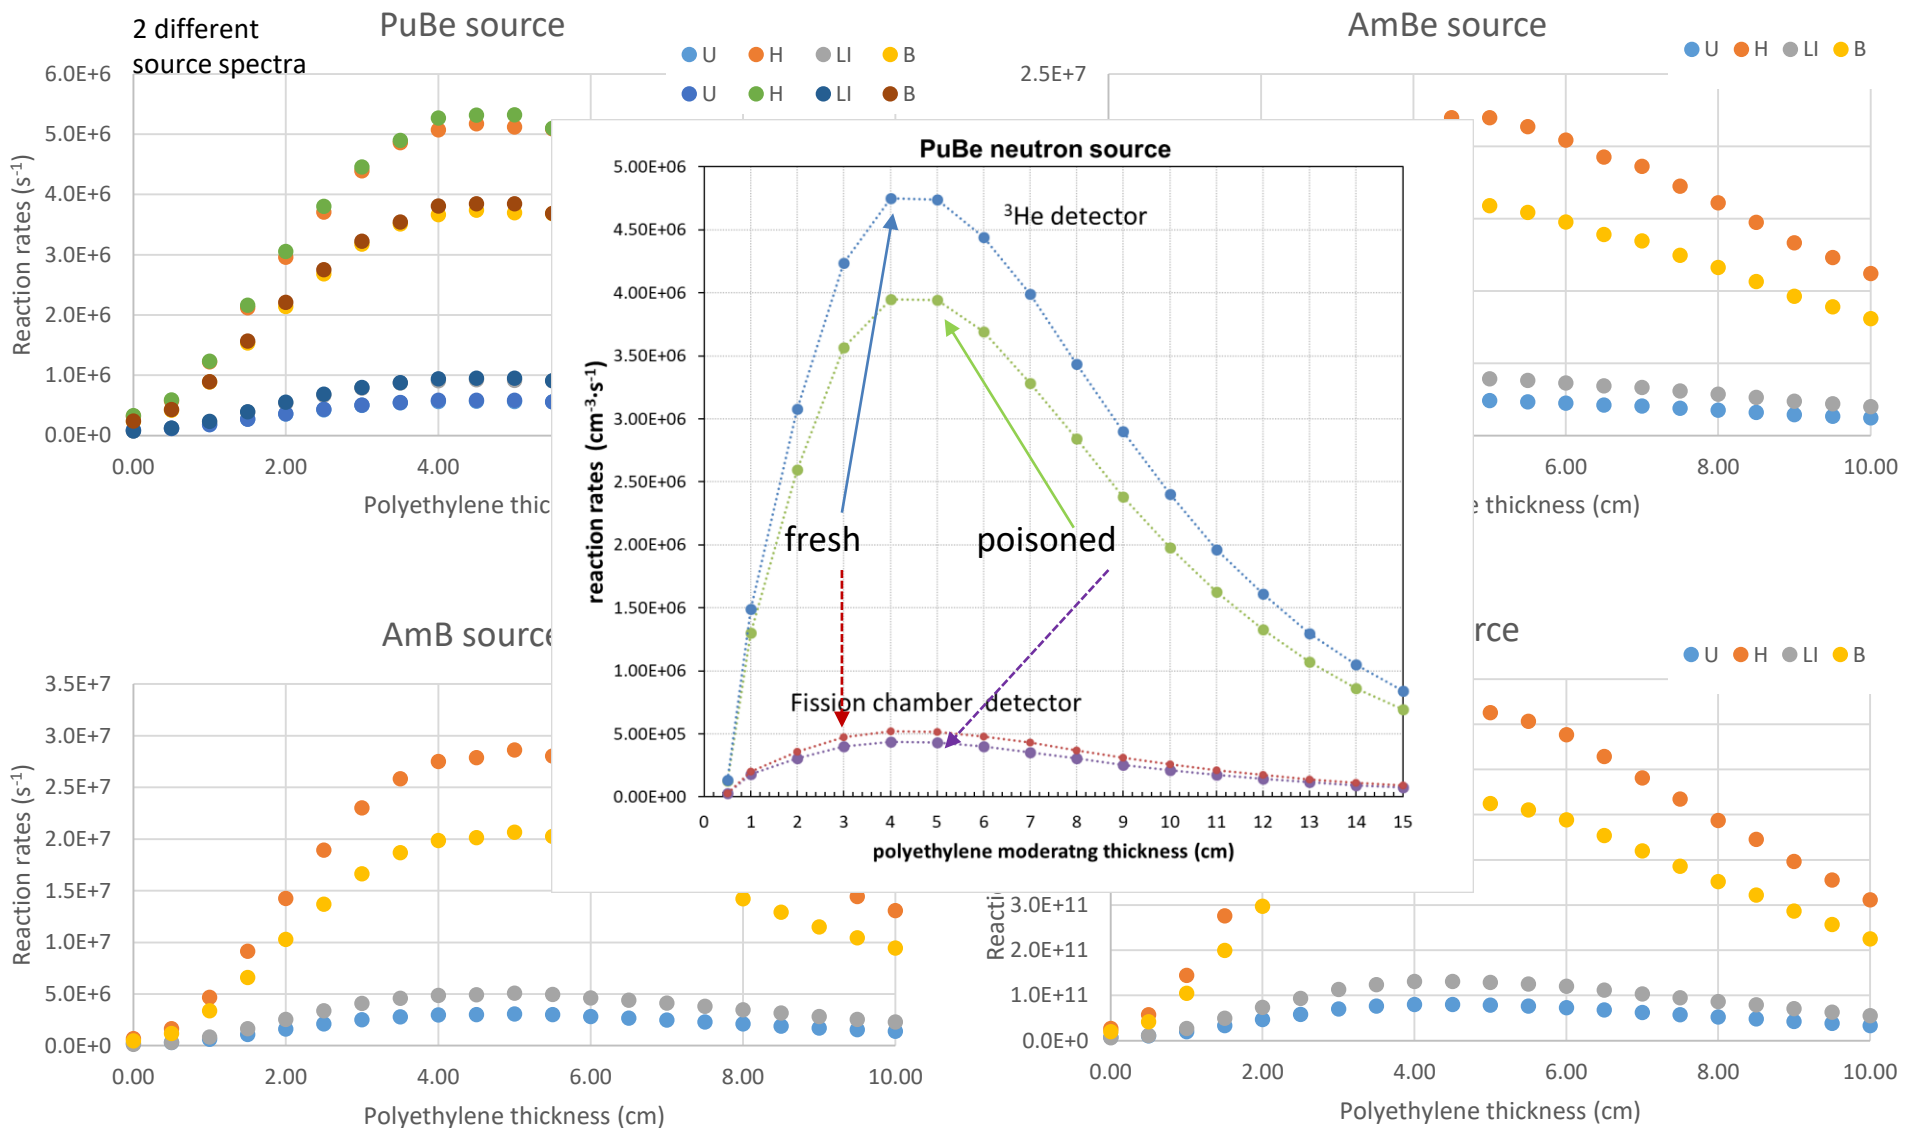 2 different
source spectra
PuBe source
U H LI B
U H LI B
6.0E+6
5.0E+6
4.0E+6
3.0E+6
2.0E+6
1.0E+6
0.0E+0
0.00 2.00 4.00
Reaction rates (s-1)
Polyethylene thic
AmBe source
U H LI B
2.5E+7
6.00 8.00 10.00
e thickness (cm)
PuBe neutron source
5.00E+06
4.50E+06
4.00E+06
3.50E+06
3.00E+06
2.50E+06
2.00E+06
1.50E+06
1.00E+06
5.00E+05
0.00E+00
reaction rates (cm-3·s-1)
3He detector
fresh
poisoned
Fission chamber detector
0 1 2 3 4 5 6 7 8 9 10 11 12 13 14 15
polyethylene moderatng thickness (cm)
AmB source
3.5E+7
3.0E+7
2.5E+7
2.0E+7
1.5E+7
1.0E+7
5.0E+6
0.0E+0
0.00 2.00 4.00 6.00 8.00 10.00
Reaction rates (s-1)
Polyethylene thickness (cm)
rce
U H LI B
3.0E+11
2.0E+11
1.0E+11
0.0E+0
0.00 2.00 4.00 6.00 8.00 10.00
Reactio
Polyethylene thickness (cm)